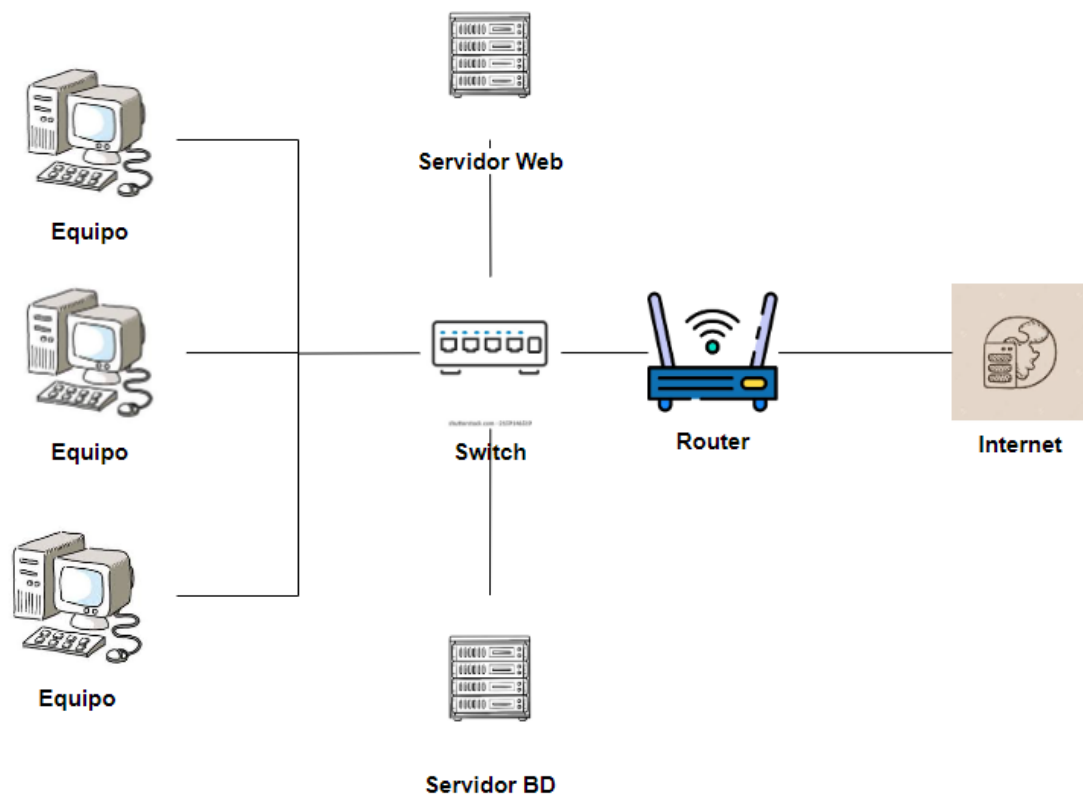 Servidor Web
Equipo
Equipo
Switch
Router
Internet
Equipo
Servidor BD